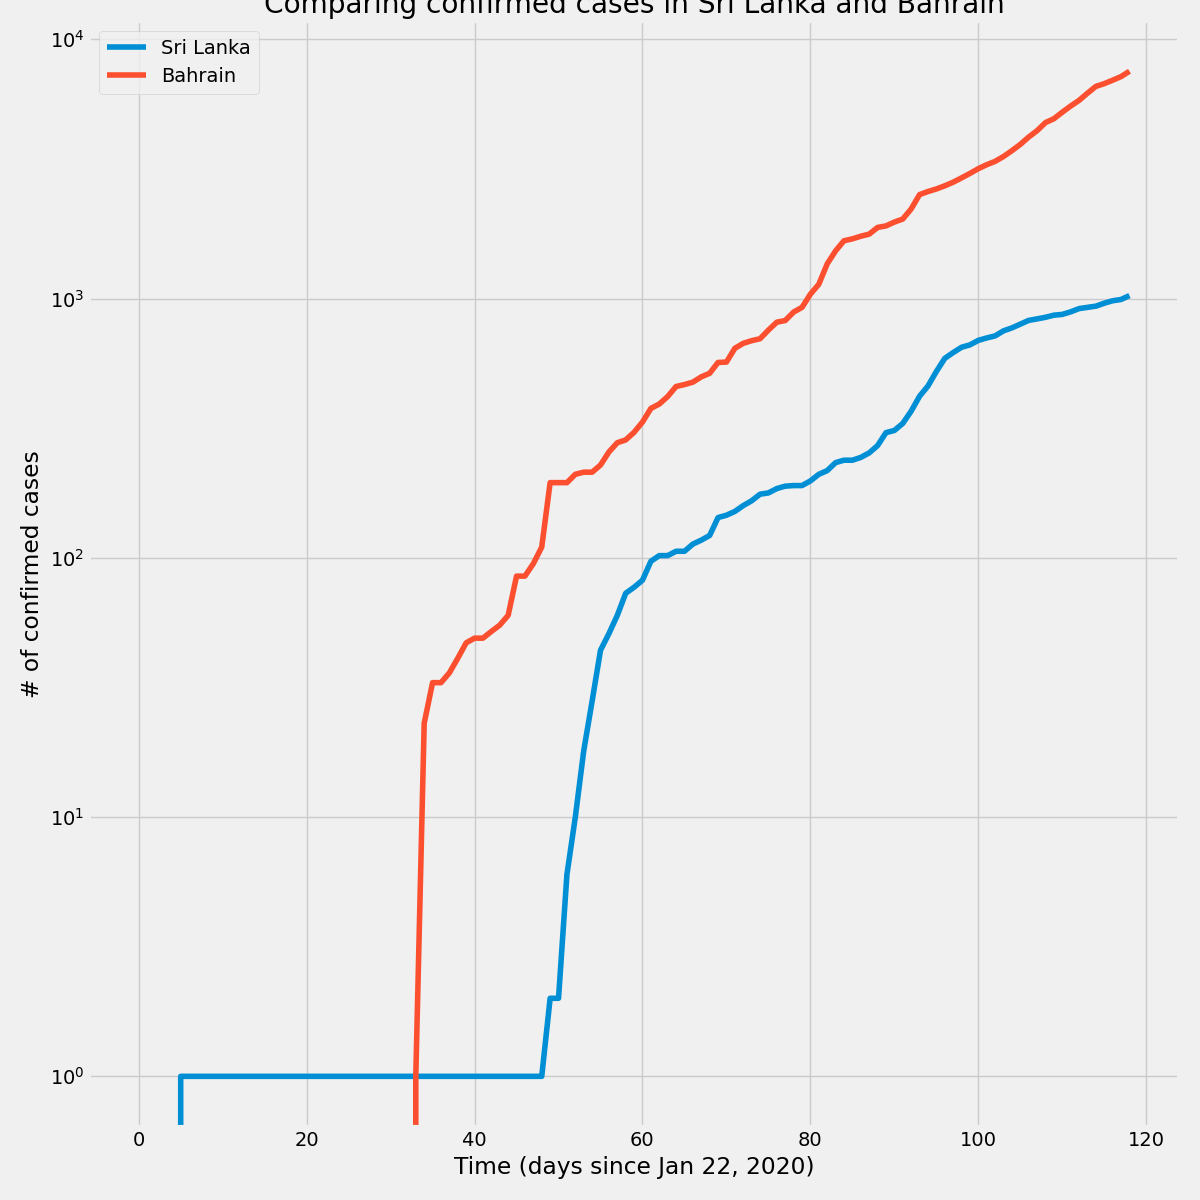 Comparing confirmed cases in Sri Lanka and Bahrain
Sri Lanka
Bahrain
10⁴
10³
10²
10¹
10⁰
# of confirmed cases
0 20 40 60 80 100 120
Time (days since Jan 22, 2020)